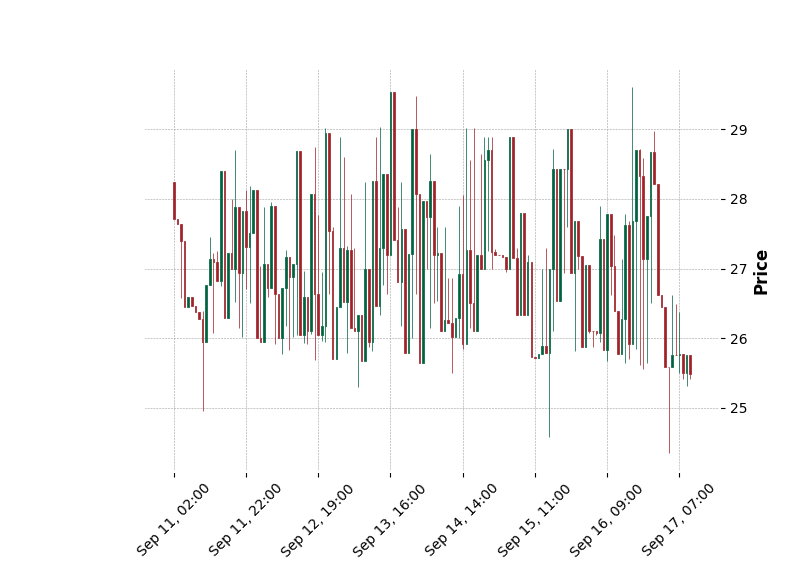 29
28
27
26
25
Price
Sep 11, 02:00
Sep 11, 22:00
Sep 12, 19:00
Sep 13, 16:00
Sep 14, 14:00
Sep 15, 11:00
Sep 16, 09:00
Sep 17, 07:00